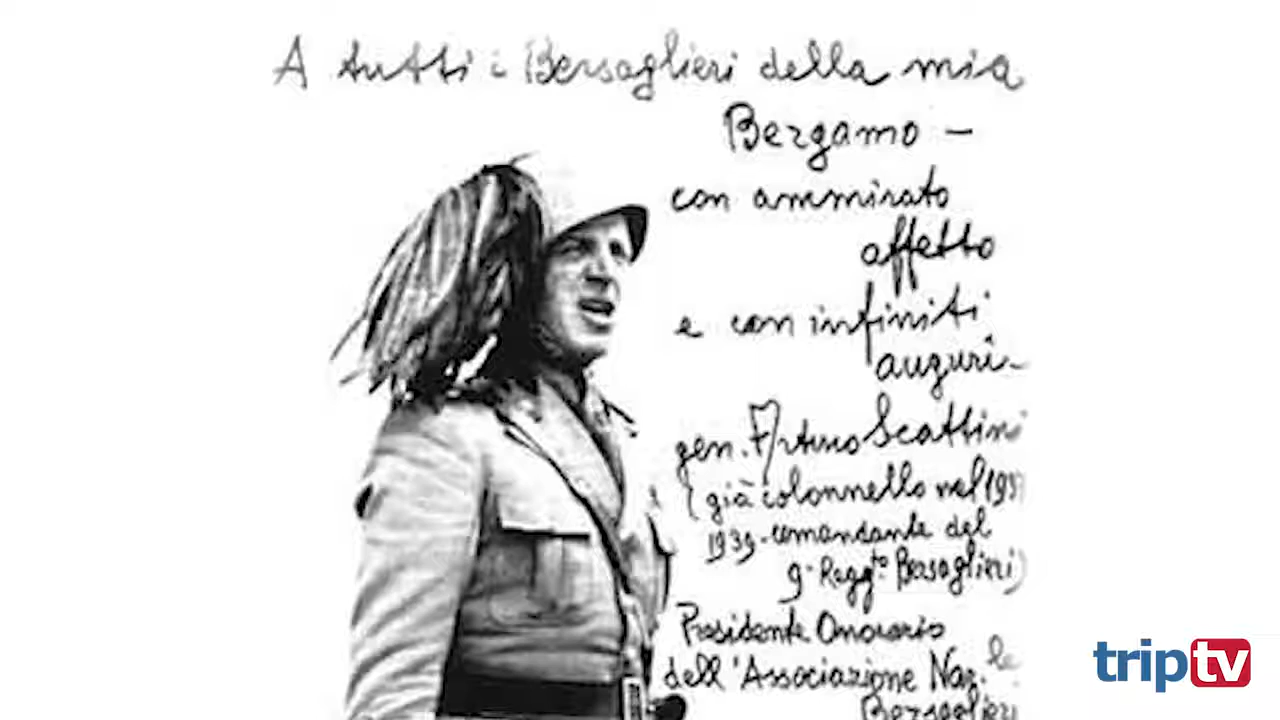 A tutti i Bersaglieri della mia
Bergamo –
con ammirato
affetto
e con infiniti
auguri –
gen. Arturo Scattini
(già colonnello nel 1937
1939 - comandante del
9° Regg.to Bersaglieri)
Presidente Onorario
dell'Associazione Naz.le
Bersaglieri
triptv